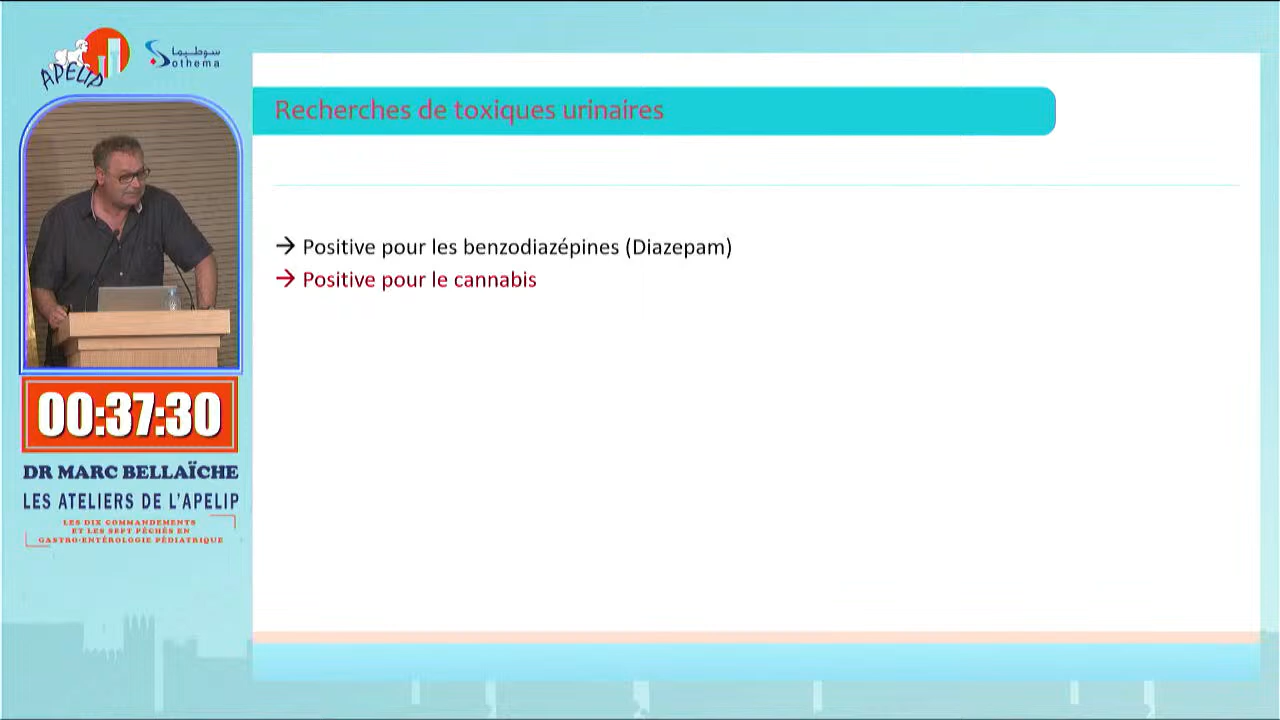 APELIP
سوطيما
Sothema
Recherches de toxiques urinaires
→ Positive pour les benzodiazépines (Diazepam)
→ Positive pour le cannabis
00:37:30
DR MARC BELLAÏCHE
LES ATELIERS DE L'APELIP
LES DIX COMMANDEMENTS
ET LES SEPT PÉCHÉS EN
GASTRO-ENTÉROLOGIE PÉDIATRIQUE